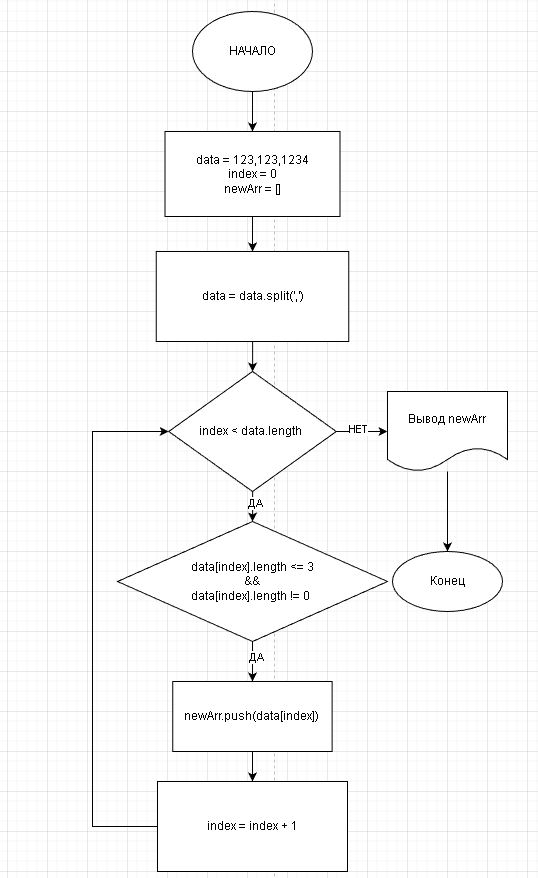 НАЧАЛО
data = 123,123,1234
index = 0
newArr = []
data = data.split(',')
index < data.length
НЕТ
Вывод newArr
ДА
data[index].length <= 3
&&
data[index].length != 0
Конец
ДА
newArr.push(data[index])
index = index + 1